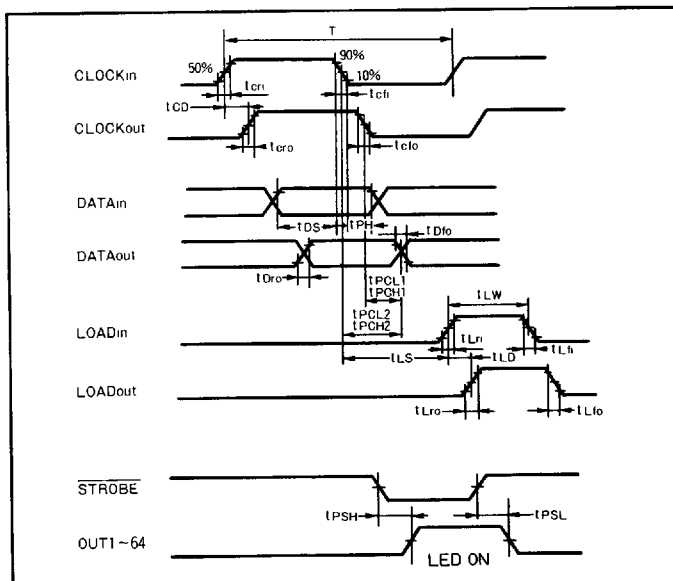 T
50%
90%
10%
CLOCKin
tcri
tcfi
tCD
CLOCKout
tcro
tcfo
DATAin
tDS
tPH
tDfo
DATAout
tDro
tPCL1
tPCH1
tLW
tPCL2
tPCH2
LOADin
tLri
tLfi
tLS
tLD
LOADout
tLro
tLfo
STROBE
tPSH
tPSL
OUT1~64
LED ON